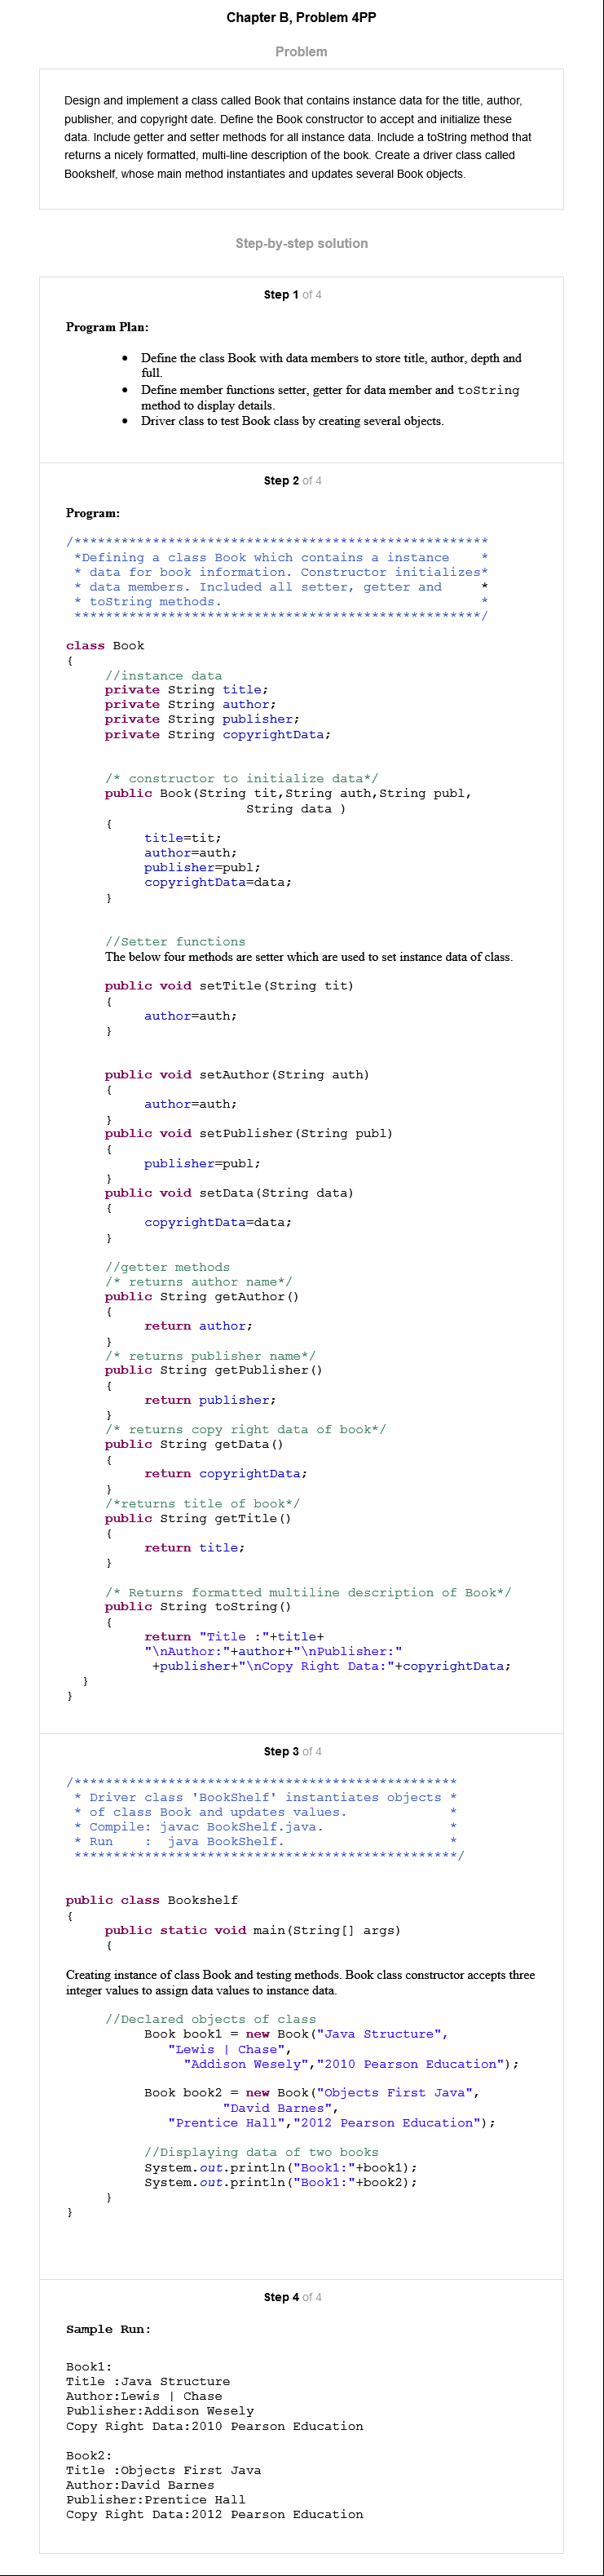 Chapter B, Problem 4PP
Problem
Design and implement a class called Book that contains instance data for the title, author,
publisher, and copyright date. Define the Book constructor to accept and initialize these
data. Include getter and setter methods for all instance data. Include a toString method that
returns a nicely formatted, multi-line description of the book. Create a driver class called
Bookshelf, whose main method instantiates and updates several Book objects.
Step-by-step solution
Step 1 of 4
Program Plan:
• Define the class Book with data members to store title, author, depth and
full.
• Define member functions setter, getter for data member and toString
method to display details.
• Driver class to test Book class by creating several objects.
Step 2 of 4
Program:
/*****************************************************
*Defining a class Book which contains a instance    *
* data for book information. Constructor initializes*
* data members. Included all setter, getter and     *
* toString methods.                                 *
****************************************************/
class Book
{
//instance data
private String title;
private String author;
private String publisher;
private String copyrightData;
/* constructor to initialize data*/
public Book(String tit,String auth,String publ,
String data )
{
title=tit;
author=auth;
publisher=publ;
copyrightData=data;
}
//Setter functions
The below four methods are setter which are used to set instance data of class.
public void setTitle(String tit)
{
author=auth;
}
public void setAuthor(String auth)
{
author=auth;
}
public void setPublisher(String publ)
{
publisher=publ;
}
public void setData(String data)
{
copyrightData=data;
}
//getter methods
/* returns author name*/
public String getAuthor()
{
return author;
}
/* returns publisher name*/
public String getPublisher()
{
return publisher;
}
/* returns copy right data of book*/
public String getData()
{
return copyrightData;
}
/*returns title of book*/
public String getTitle()
{
return title;
}
/* Returns formatted multiline description of Book*/
public String toString()
{
return "Title :"+title+
"\nAuthor:"+author+"\nPublisher:"
+publisher+"\nCopy Right Data:"+copyrightData;
}
}
Step 3 of 4
/*************************************************
* Driver class 'BookShelf' instantiates objects *
* of class Book and updates values.             *
* Compile: javac BookShelf.java.                *
* Run    :  java BookShelf.                     *
*************************************************/
public class Bookshelf
{
public static void main(String[] args)
{
Creating instance of class Book and testing methods. Book class constructor accepts three
integer values to assign data values to instance data.
//Declared objects of class
Book book1 = new Book("Java Structure",
"Lewis | Chase",
"Addison Wesely","2010 Pearson Education");
Book book2 = new Book("Objects First Java",
"David Barnes",
"Prentice Hall","2012 Pearson Education");
//Displaying data of two books
System.out.println("Book1:"+book1);
System.out.println("Book1:"+book2);
}
}
Step 4 of 4
Sample Run:
Book1:
Title :Java Structure
Author:Lewis | Chase
Publisher:Addison Wesely
Copy Right Data:2010 Pearson Education
Book2:
Title :Objects First Java
Author:David Barnes
Publisher:Prentice Hall
Copy Right Data:2012 Pearson Education